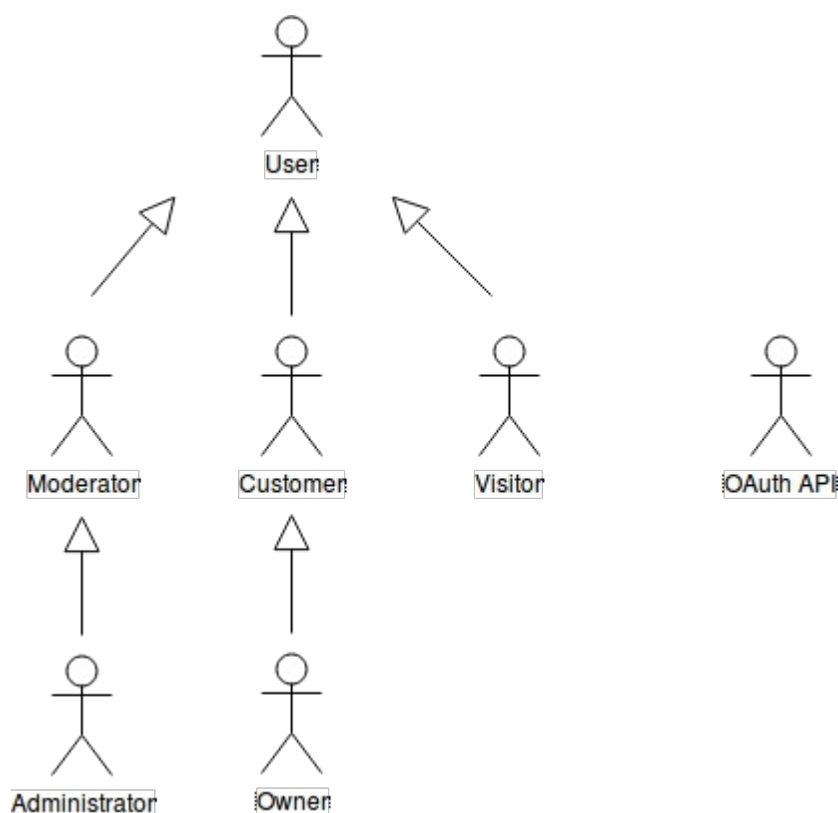 User
Moderator
Customer
Visitor
OAuth API
Administrator
Owner